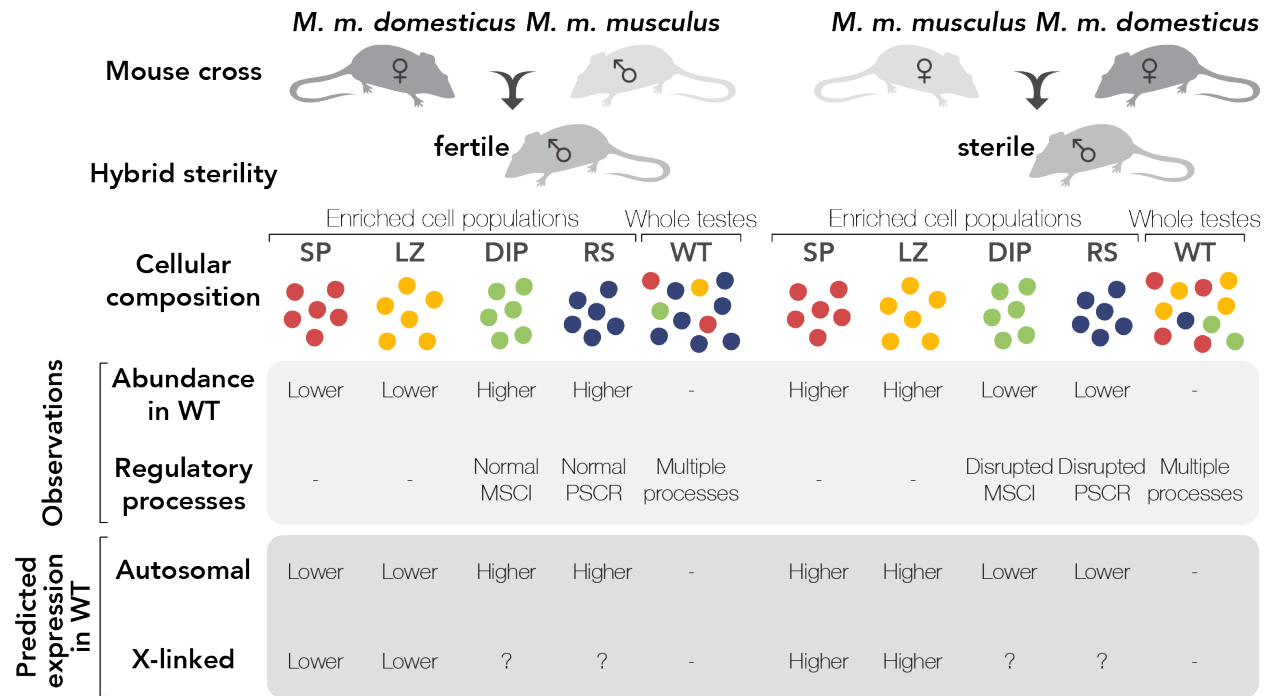 M. m. domesticus M. m. musculus M. m. musculus M. m. domesticus
Mouse cross ♀ ♂ ♀ ♀
fertile ♂ sterile ♂
Hybrid sterility
Enriched cell populations Whole testes Enriched cell populations Whole testes
SP LZ DIP RS WT SP LZ DIP RS WT
Cellular
composition
Observations
Abundance
in WT
Lower Lower Higher Higher - Higher Higher Lower Lower -
Regulatory
processes
- - Normal MSCI Normal PSCR Multiple processes - - Disrupted MSCI Disrupted PSCR Multiple processes
Predicted
expression
in WT
Autosomal Lower Lower Higher Higher - Higher Higher Lower Lower -
X-linked Lower Lower ? ? - Higher Higher ? ? -